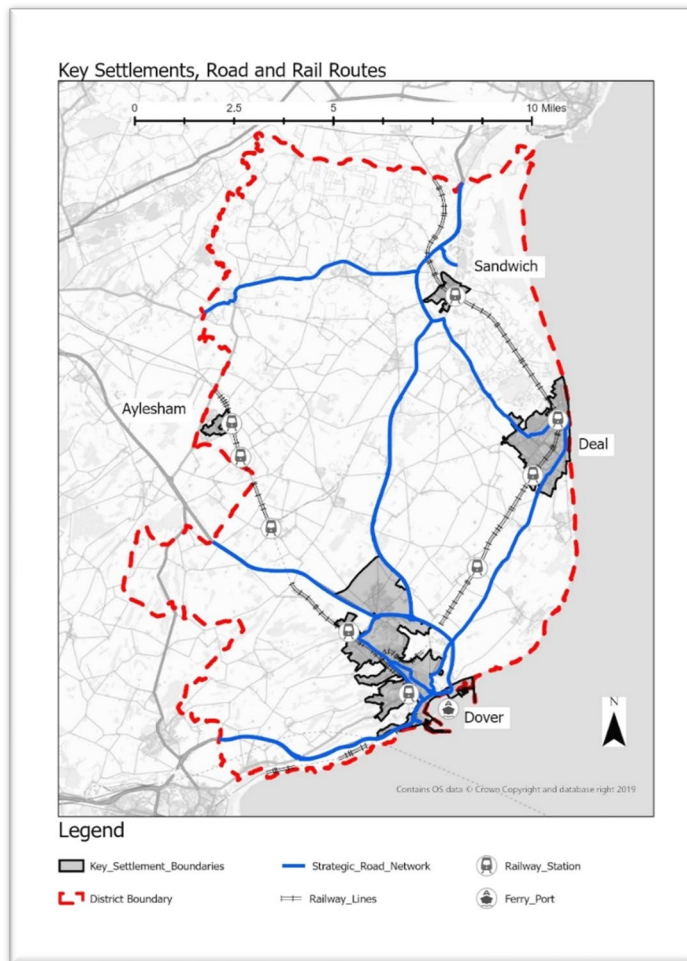 Key Settlements, Road and Rail Routes
0 2.5 5 10 Miles
Sandwich
Aylesham
Deal
N
Dover
Contains OS data © Crown Copyright and database right 2019
Legend
Key_Settlement_Boundaries Strategic_Road_Network Railway_Station
District Boundary Railway_Lines Ferry_Port